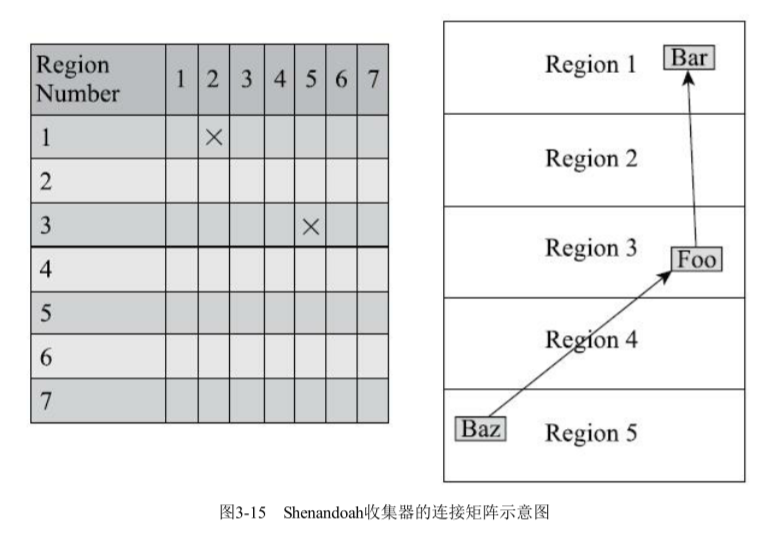 Region
Number
1 2 3 4 5 6 7
1 ×
2
3 ×
4
5
6
7
Region 1 Bar
Region 2
Region 3 Foo
Region 4
Baz Region 5
图3-15 Shenandoah收集器的连接矩阵示意图